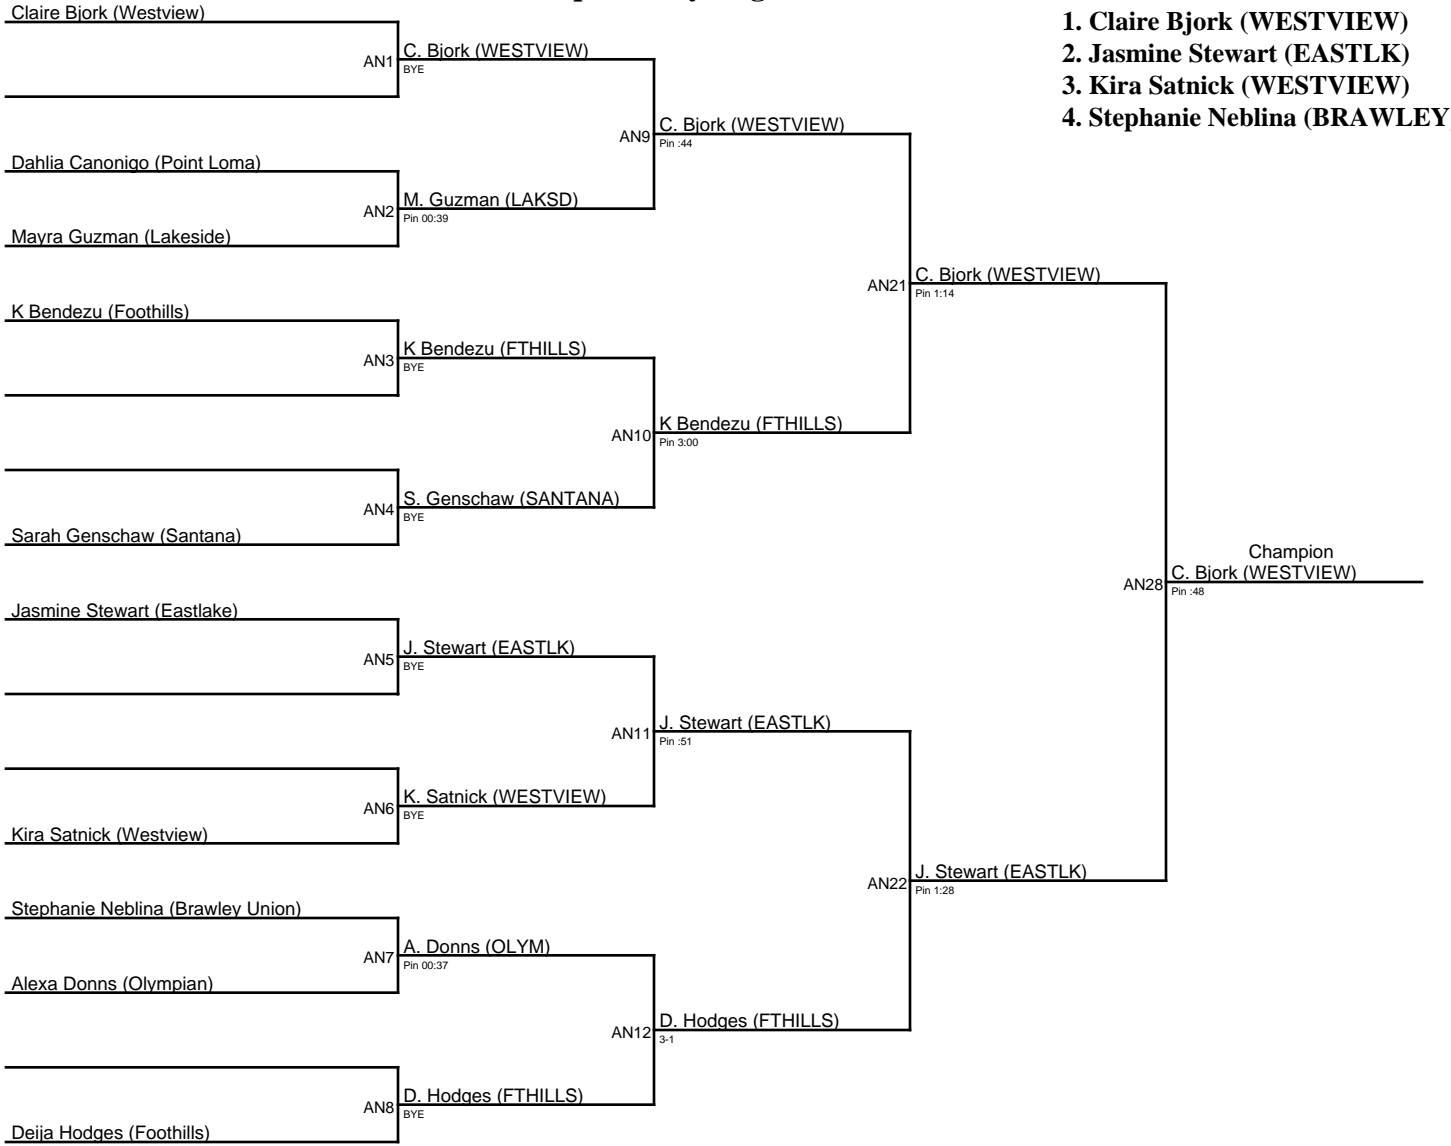 Claire Bjork (Westview)
Dahlia Canonigo (Point Loma)
Mayra Guzman (Lakeside)
K Bendezu (Foothills)
Sarah Genschaw (Santana)
Jasmine Stewart (Eastlake)
Kira Satnick (Westview)
Stephanie Neblina (Brawley Union)
Alexa Donns (Olympian)
Deija Hodges (Foothills)
AN1 C. Bjork (WESTVIEW)
BYE
AN2 M. Guzman (LAKSD)
Pin 00:39
AN3 K Bendezu (FTHILLS)
BYE
AN4 S. Genschaw (SANTANA)
BYE
AN5 J. Stewart (EASTLK)
BYE
AN6 K. Satnick (WESTVIEW)
BYE
AN7 A. Donns (OLYM)
Pin 00:37
AN8 D. Hodges (FTHILLS)
BYE
AN9 C. Bjork (WESTVIEW)
Pin :44
AN10 K Bendezu (FTHILLS)
Pin 3:00
AN11 J. Stewart (EASTLK)
Pin :51
AN12 D. Hodges (FTHILLS)
3-1
AN21 C. Bjork (WESTVIEW)
Pin 1:14
AN22 J. Stewart (EASTLK)
Pin 1:28
Champion
AN28 C. Bjork (WESTVIEW)
Pin :48
1. Claire Bjork (WESTVIEW)
2. Jasmine Stewart (EASTLK)
3. Kira Satnick (WESTVIEW)
4. Stephanie Neblina (BRAWLEY